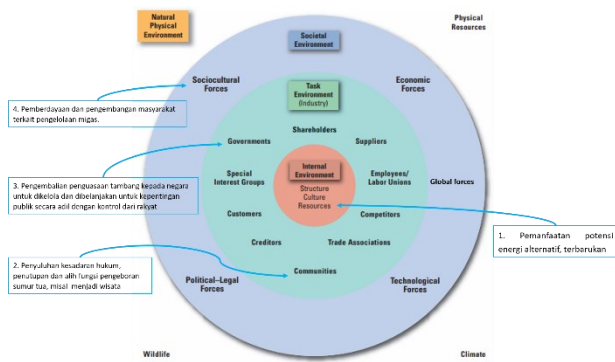 Natural
Physical
Environment
Physical
Resources
Societal
Environment
Sociocultural
Forces
Economic
Forces
Task
Environment
(Industry)
4. Pemberdayaan dan pengembangan masyarakat
terkait pengelolaan migas.
Shareholders
Governments
Suppliers
3. Pengembalian penguasaan tambang kepada negara
untuk dikelola dan dibelanjakan untuk kepentingan
publik secara adil dengan kontrol dari rakyat
Special
Interest Groups
Internal
Environment
Structure
Culture
Resources
Employees/
Labor Unions
Global forces
Customers
Competitors
1. Pemanfaatan potensi
energi alternatif, terbarukan
Creditors
Trade Associations
2. Penyuluhan kesadaran hukum,
penutupan dan alih fungsi pengeboran
sumur tua, misal menjadi wisata
Communities
Political–Legal
Forces
Technological
Forces
Wildlife
Climate